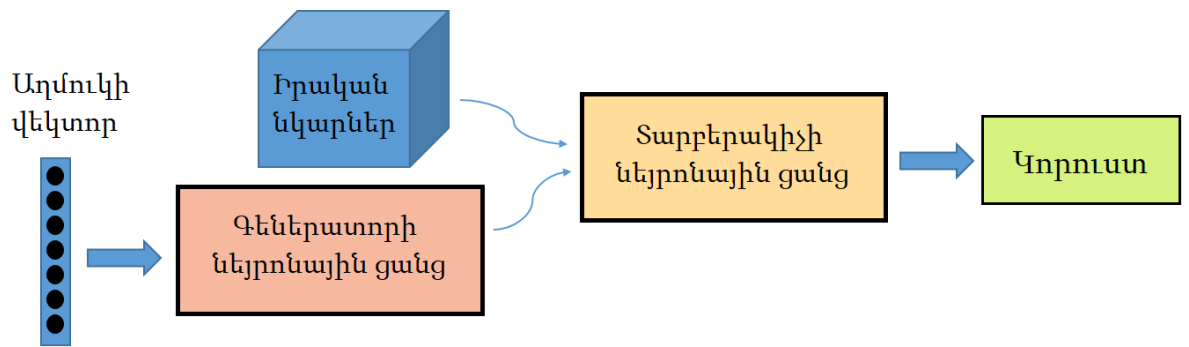 Աղմուկի
վեկտոր
Իրական
նկարներ
Գեներատորի
նեյրոնային ցանց
Տարբերակիչի
նեյրոնային ցանց
Կորուստ